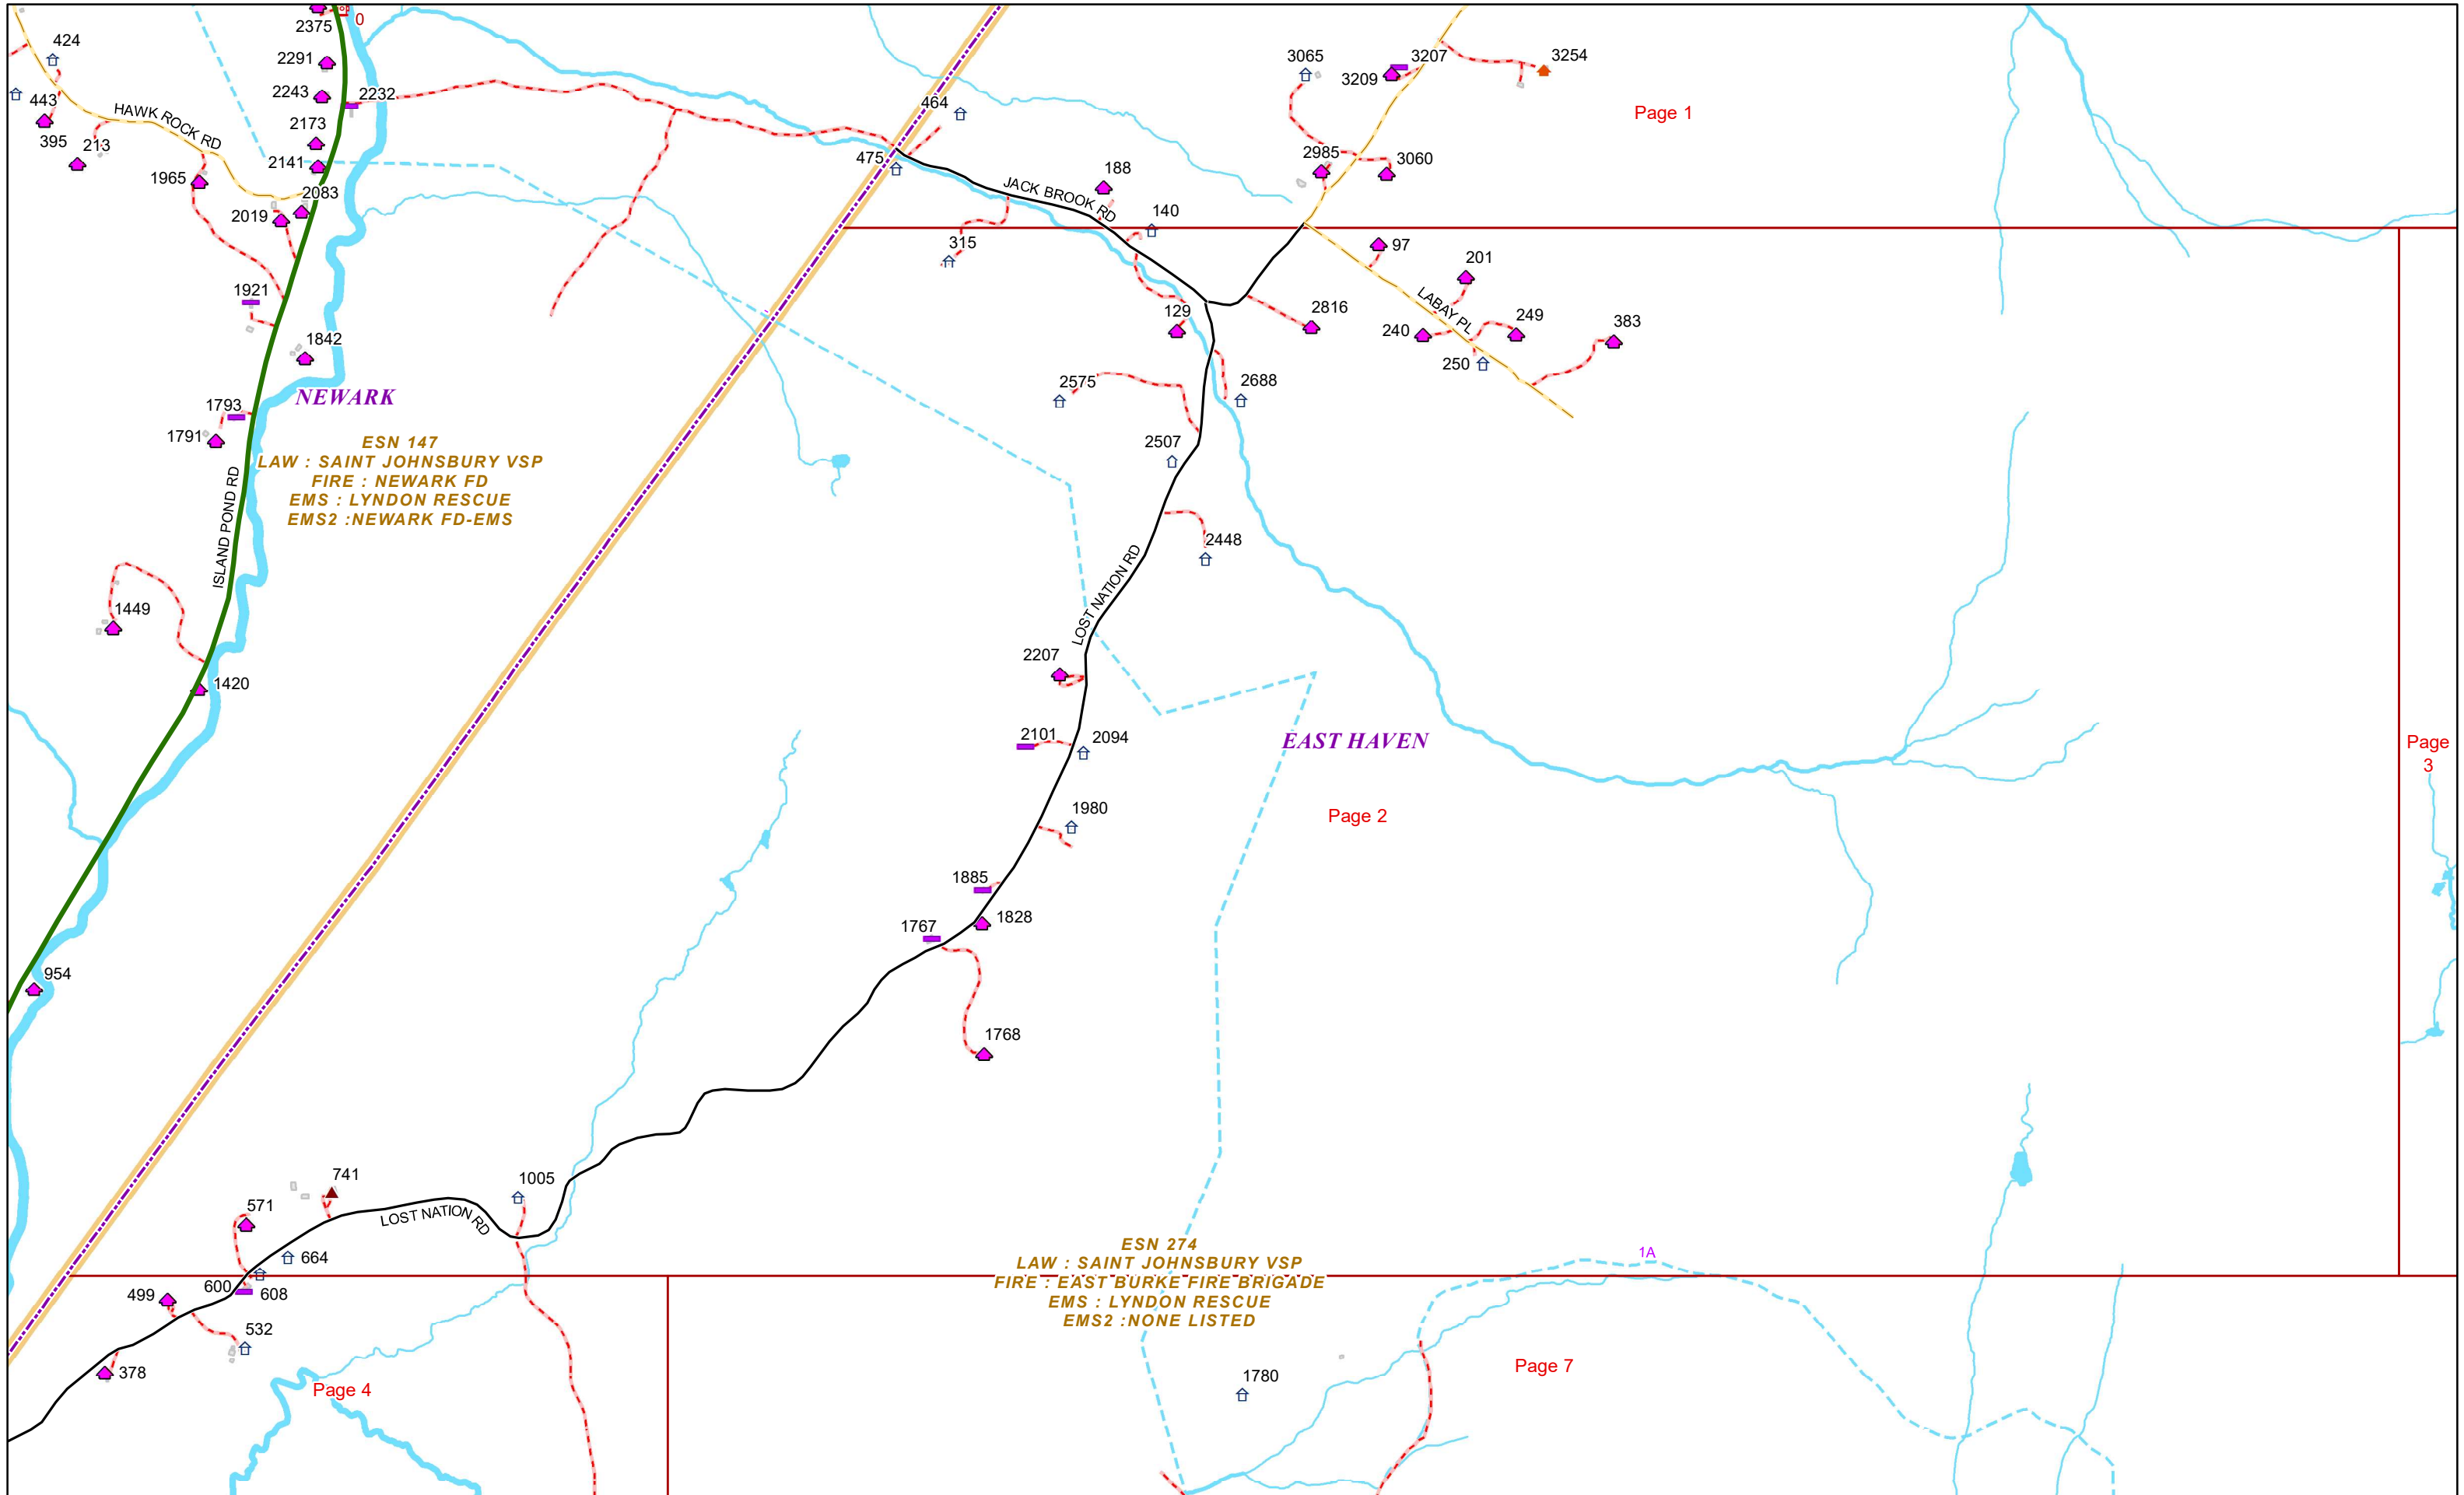 2375
0
424
2291
3065
3207
3254
3209
2243
2232
443
464
HAWK ROCK RD
Page 1
2173
395
213
475
2985
3060
2141
1965
188
JACK BROOK RD
2083
2019
140
315
97
201
1921
LABAY PL
129
2816
240
249
383
1842
250
NEWARK
2575
2688
1793
1791
ESN 147
LAW : SAINT JOHNSBURY VSP
FIRE : NEWARK FD
EMS : LYNDON RESCUE
EMS2 :NEWARK FD-EMS
2507
ISLAND POND RD
2448
LOST NATION RD
1449
2207
1420
2101
2094
EAST HAVEN
Page
3
Page 2
1980
1885
1828
1767
954
1768
741
1005
571
LOST NATION RD
664
ESN 274
LAW : SAINT JOHNSBURY VSP
FIRE : EAST BURKE FIRE BRIGADE
EMS : LYNDON RESCUE
EMS2 :NONE LISTED
1A
600
608
499
532
378
Page 4
1780
Page 7